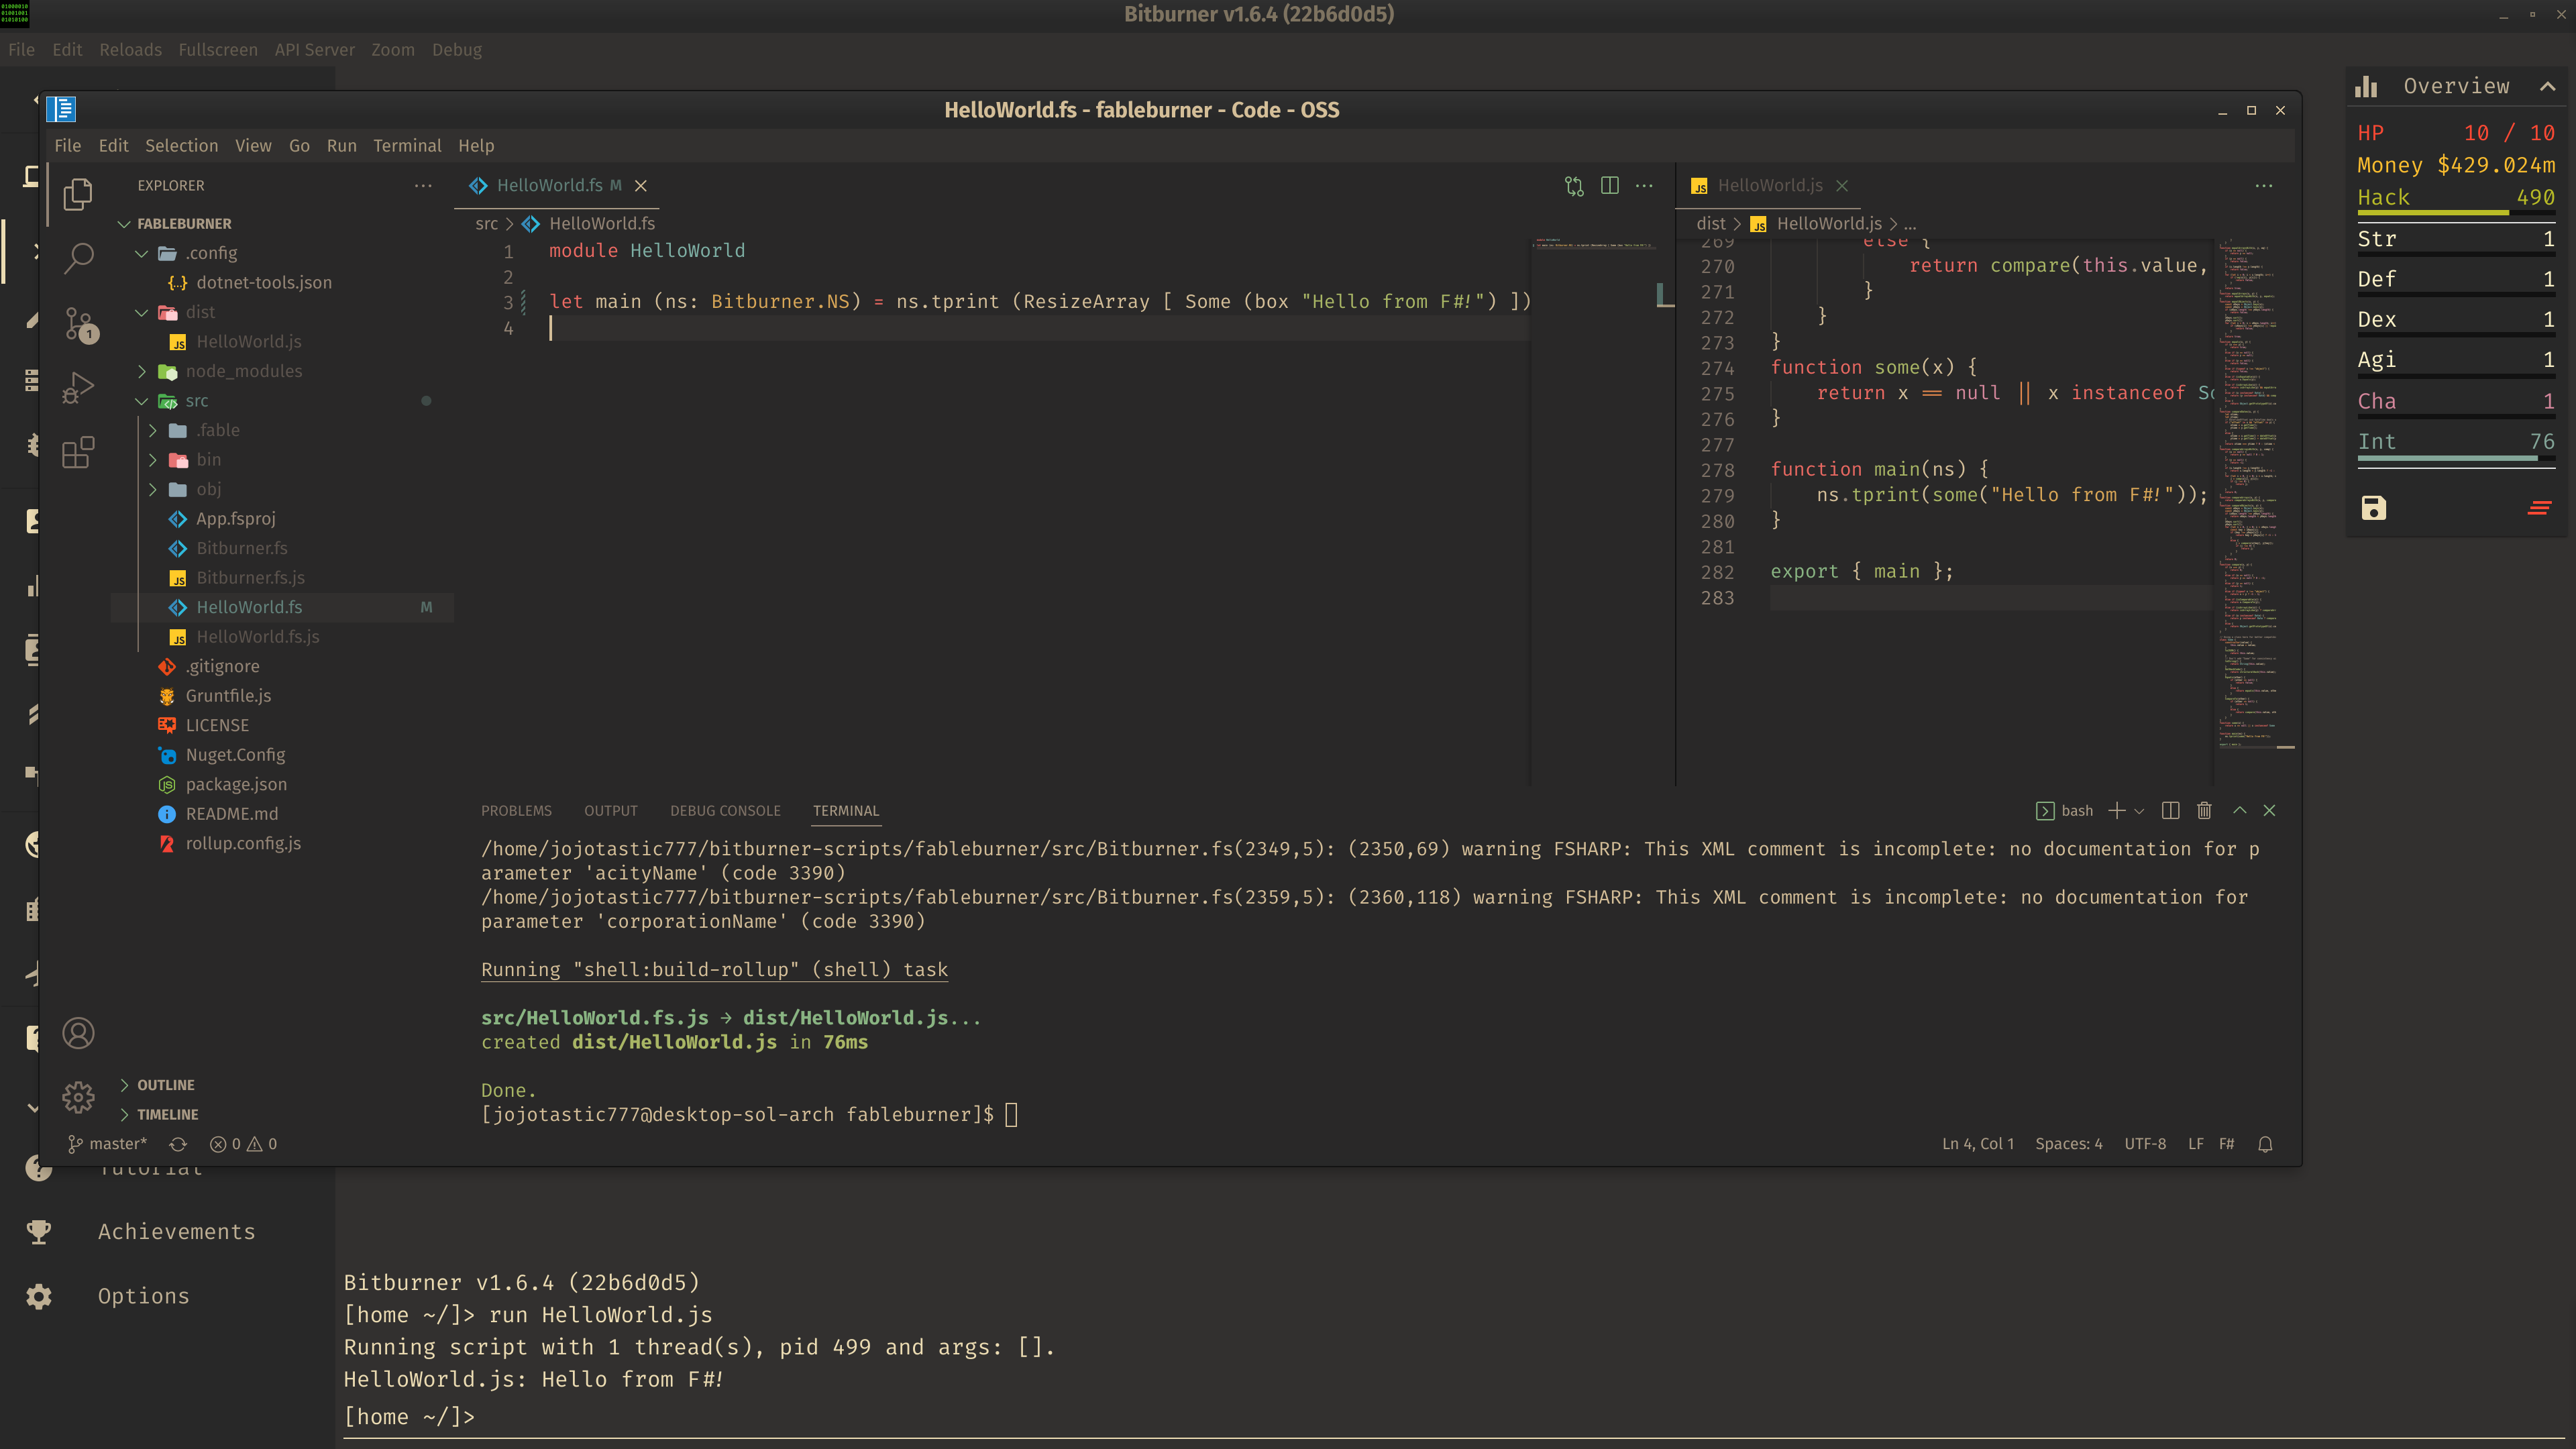 Bitburner v1.6.4 (22b6d0d5)
File Edit Reloads Fullscreen API Server Zoom Debug
HelloWorld.fs - fableburner - Code - OSS
File Edit Selection View Go Run Terminal Help
EXPLORER
FABLEBURNER
.config
dotnet-tools.json
dist
HelloWorld.js
node_modules
src
.fable
bin
obj
App.fsproj
Bitburner.fs
Bitburner.fs.js
HelloWorld.fs M
HelloWorld.fs.js
.gitignore
Gruntfile.js
LICENSE
Nuget.Config
package.json
README.md
rollup.config.js
OUTLINE
TIMELINE
1
HelloWorld.fs M
src > HelloWorld.fs
1 module HelloWorld
2
3 let main (ns: Bitburner.NS) = ns.tprint (ResizeArray [ Some (box "Hello from F#!") ])
4
JS HelloWorld.js
dist > JS HelloWorld.js > ...
269 else {
270 return compare(this.value,
271 }
272 }
273 }
274 function some(x) {
275 return x == null || x instanceof
276 }
277
278 function main(ns) {
279 ns.tprint(some("Hello from F#!"));
280 }
281
282 export { main };
283
PROBLEMS OUTPUT DEBUG CONSOLE TERMINAL
bash
/home/jojotastic777/bitburner-scripts/fableburner/src/Bitburner.fs(2349,5): (2350,69) warning FSHARP: This XML comment is incomplete: no documentation for p
arameter 'acityName' (code 3390)
/home/jojotastic777/bitburner-scripts/fableburner/src/Bitburner.fs(2359,5): (2360,118) warning FSHARP: This XML comment is incomplete: no documentation for
parameter 'corporationName' (code 3390)
Running "shell:build-rollup" (shell) task
src/HelloWorld.fs.js → dist/HelloWorld.js...
created dist/HelloWorld.js in 76ms
Done.
[jojotastic777@desktop-sol-arch fableburner]$
master* 0 0
Ln 4, Col 1 Spaces: 4 UTF-8 LF F#
Overview
HP 10 / 10
Money $429.024m
Hack 490
Str 1
Def 1
Dex 1
Agi 1
Cha 1
Int 76
Tutorial
Achievements
Options
Bitburner v1.6.4 (22b6d0d5)
[home ~/]> run HelloWorld.js
Running script with 1 thread(s), pid 499 and args: [].
HelloWorld.js: Hello from F#!
[home ~/]>